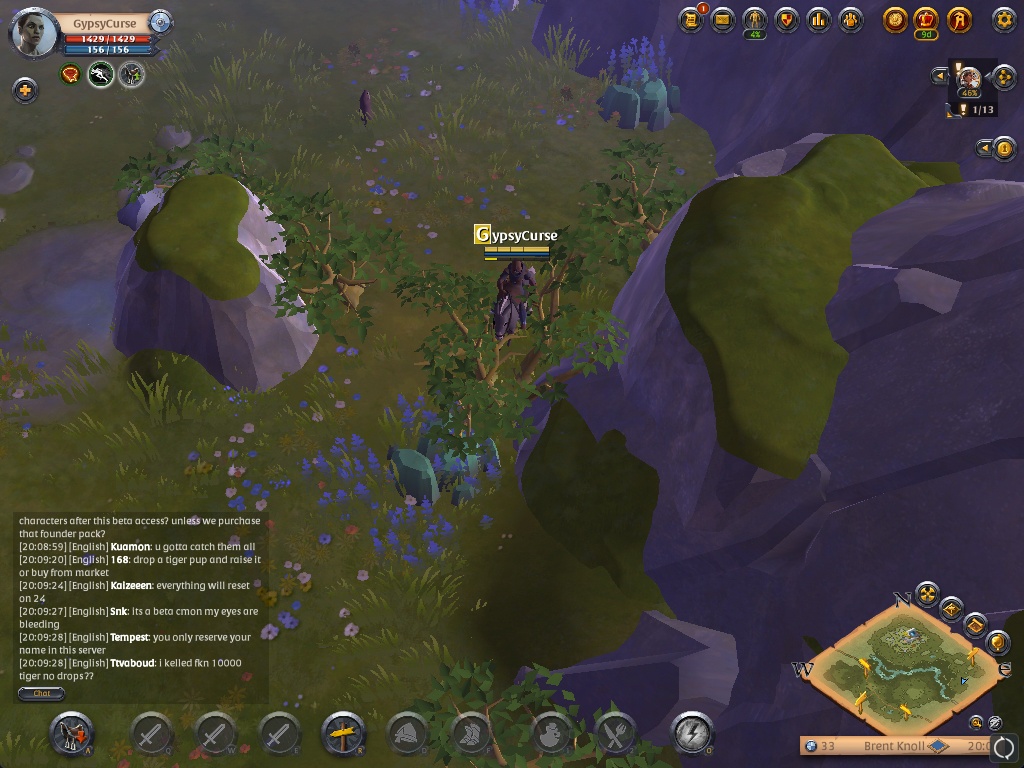 GypsyCurse
1429 / 1429
156 / 156
1
4%
9d
46%
1/13
GypsyCurse
characters after this beta access? unless we purchase
that founder pack?
[20:08:59] [English] Kuamon: u gotta catch them all
[20:09:20] [English] 168: drop a tiger pup and raise it
or buy from market
[20:09:24] [English] Kalzeeen: everything will reset
on 24
[20:09:27] [English] Snk: its a beta cmon my eyes are
bleeding
[20:09:28] [English] Tempest: you only reserve your
name in this server
[20:09:28] [English] Ttvaboud: i kelled fkn 10000
tiger no drops??
Chat
N
W
E
A
Q
W
E
R
D
F
33
Brent Knoll